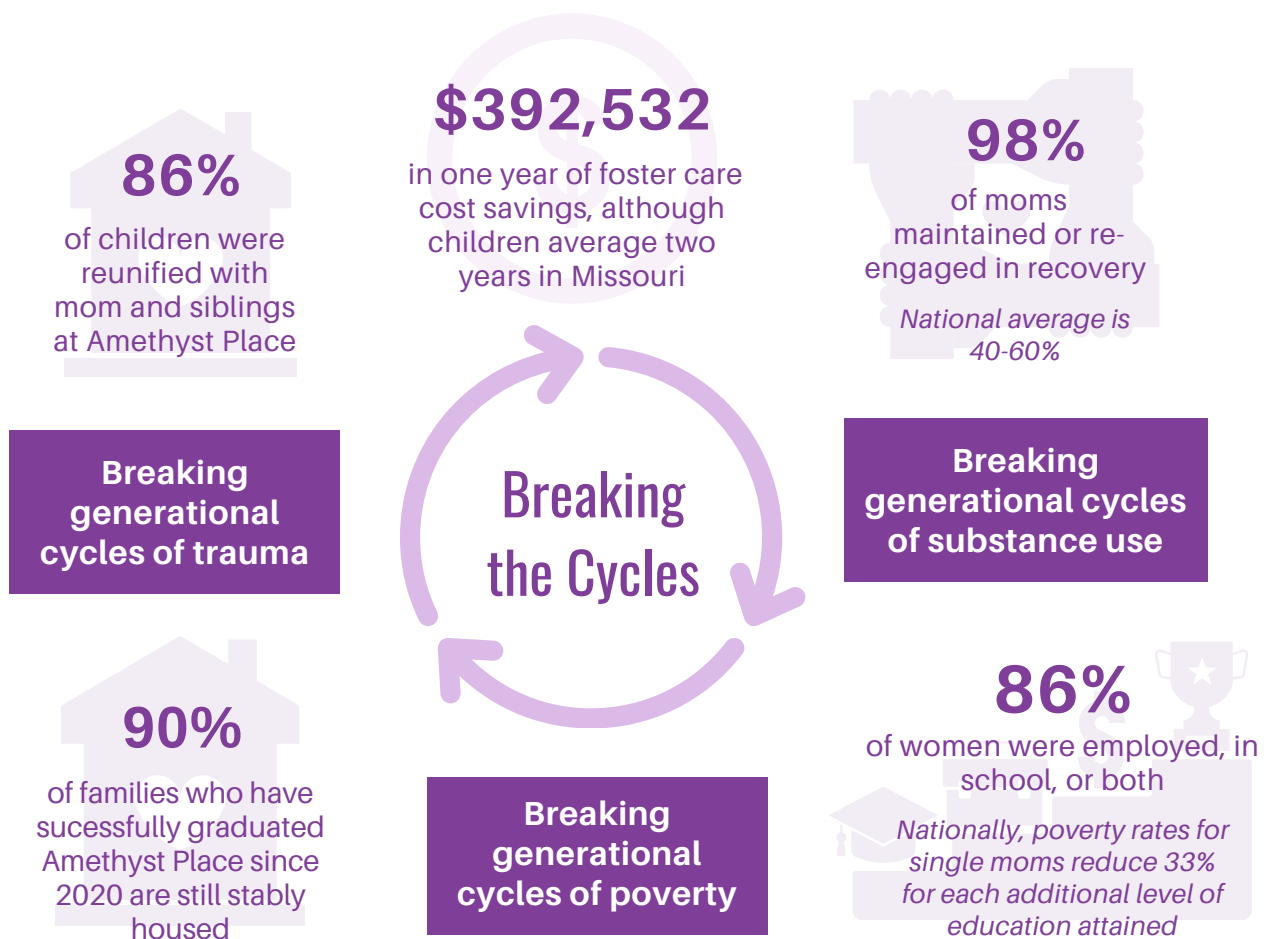 $392,532
in one year of foster care
cost savings, although
children average two
years in Missouri
86%
of children were
reunified with
mom and siblings
at Amethyst Place
98%
of moms
maintained or re-
engaged in recovery
National average is
40-60%
Breaking
generational
cycles of trauma
Breaking
the Cycles
Breaking
generational cycles
of substance use
90%
of families who have
sucessfully graduated
Amethyst Place since
2020 are still stably
housed
Breaking
generational
cycles of poverty
86%
of women were employed, in
school, or both
Nationally, poverty rates for
single moms reduce 33%
for each additional level of
education attained